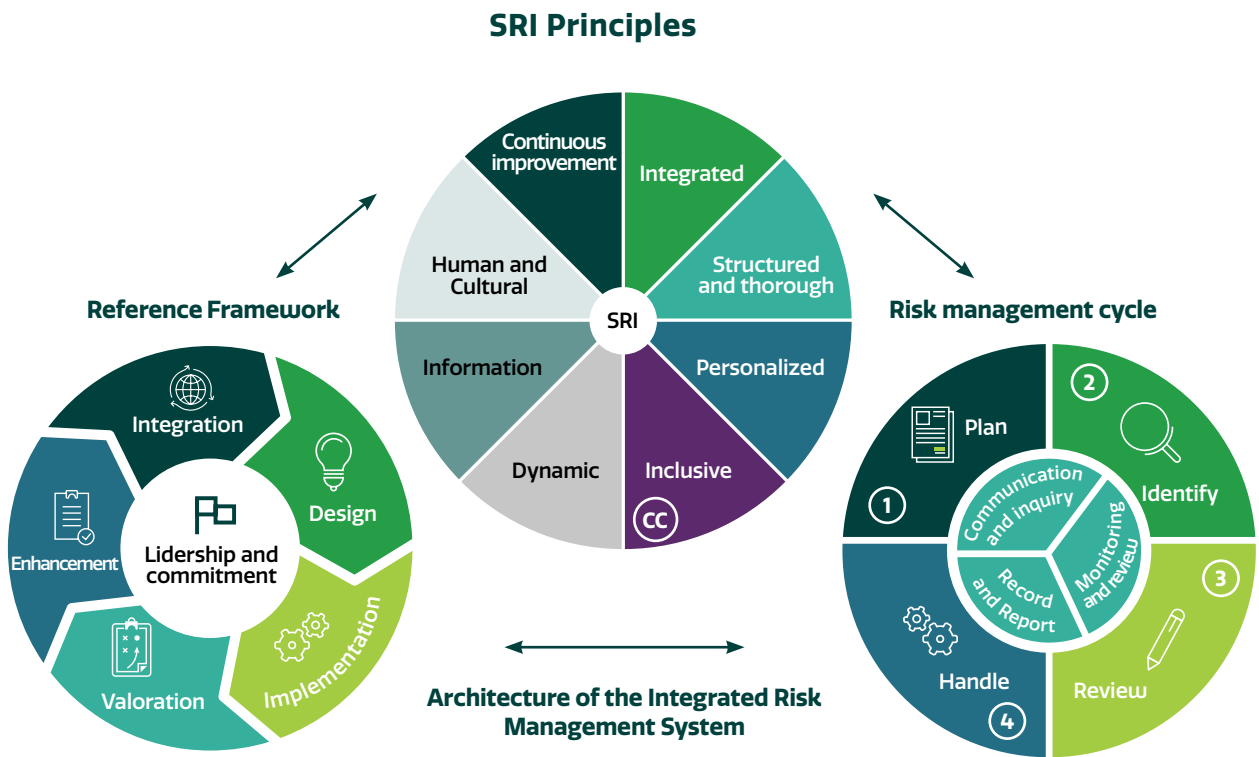 SRI Principles
Continuous
improvement
Integrated
Structured
and thorough
Personalized
Inclusive
CC
Dynamic
Information
Human and
Cultural
SRI
Reference Framework
Integration
Design
Implementation
Valoration
Enhancement
Lidership and
commitment
Architecture of the Integrated Risk
Management System
Risk management cycle
1
Plan
2
Identify
3
Review
4
Handle
Communication
and inquiry
Monitoring
and review
Record
and Report